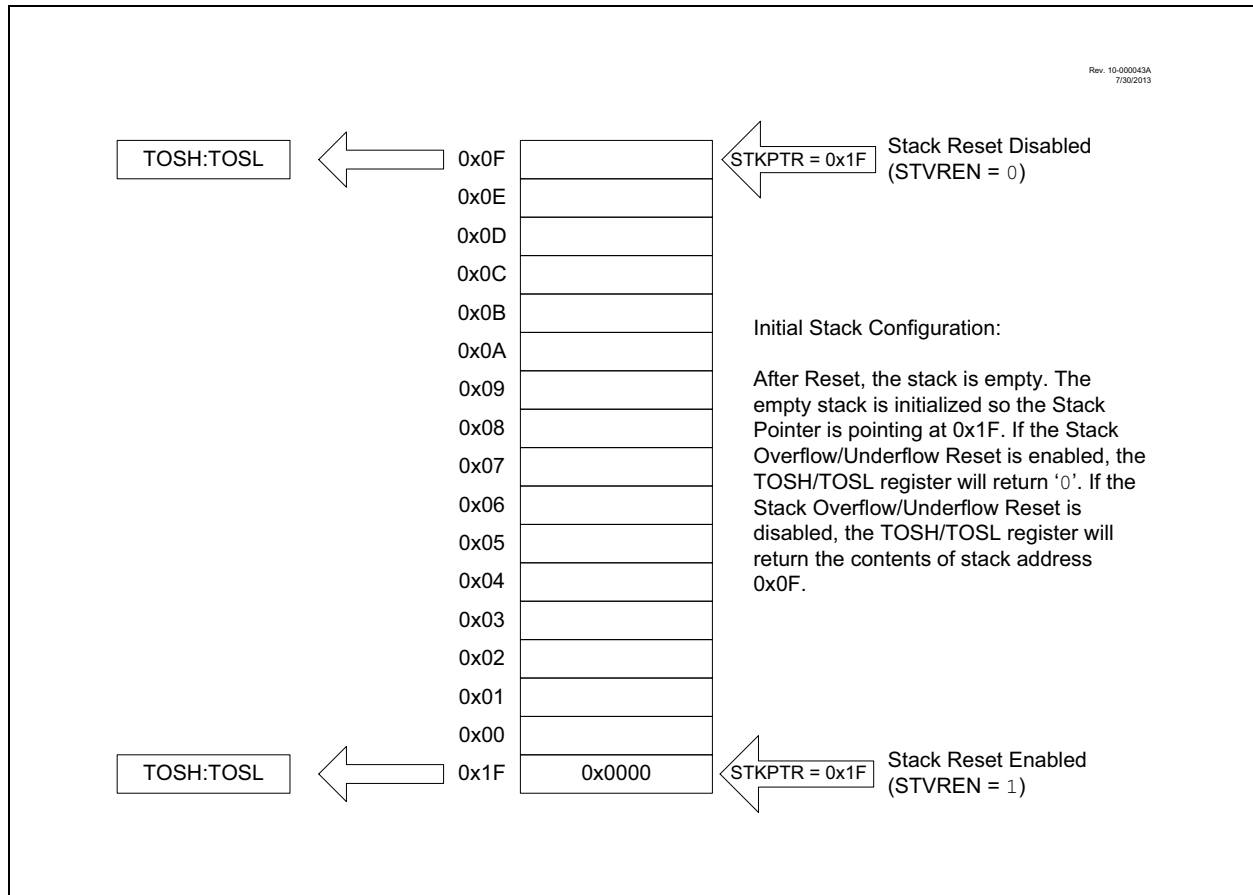 Rev. 10-000043A
7/30/2013
TOSH:TOSL
0x0F
STKPTR = 0x1F
Stack Reset Disabled
(STVREN = 0)
0x0E
0x0D
0x0C
0x0B
0x0A
0x09
0x08
0x07
0x06
0x05
0x04
0x03
0x02
0x01
0x00
Initial Stack Configuration:
After Reset, the stack is empty. The
empty stack is initialized so the Stack
Pointer is pointing at 0x1F. If the Stack
Overflow/Underflow Reset is enabled, the
TOSH/TOSL register will return ‘0’. If the
Stack Overflow/Underflow Reset is
disabled, the TOSH/TOSL register will
return the contents of stack address
0x0F.
TOSH:TOSL
0x1F
0x0000
STKPTR = 0x1F
Stack Reset Enabled
(STVREN = 1)